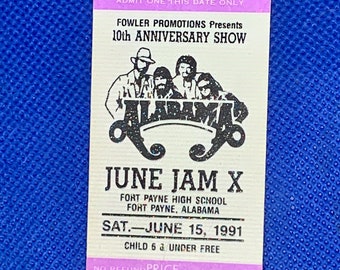 ADMIT ONE THIS DATE ONLY
FOWLER PROMOTIONS Presents
10th ANNIVERSARY SHOW
ALABAMA
JUNE JAM X
FORT PAYNE HIGH SCHOOL
FORT PAYNE, ALABAMA
SAT.—JUNE 15, 1991
CHILD 6 & UNDER FREE
NO REFUND PRICE